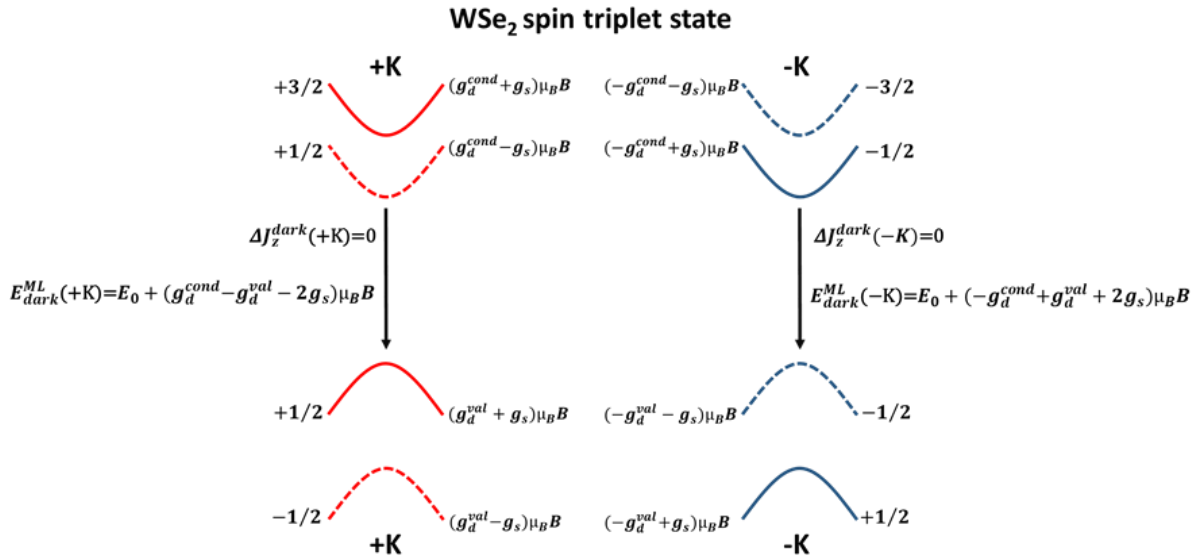 WSe₂ spin triplet state
+K -K
+3/2 (g_d^cond+g_s)μ_B B (-g_d^cond-g_s)μ_B B -3/2
+1/2 (g_d^cond-g_s)μ_B B (-g_d^cond+g_s)μ_B B -1/2
ΔJ_z^dark(+K)=0 ΔJ_z^dark(-K)=0
E_dark^ML(+K)=E_0 + (g_d^cond-g_d^val - 2g_s)μ_B B E_dark^ML(-K)=E_0 + (-g_d^cond+g_d^val + 2g_s)μ_B B
+1/2 (g_d^val + g_s)μ_B B (-g_d^val - g_s)μ_B B -1/2
-1/2 (g_d^val-g_s)μ_B B (-g_d^val+g_s)μ_B B +1/2
+K -K